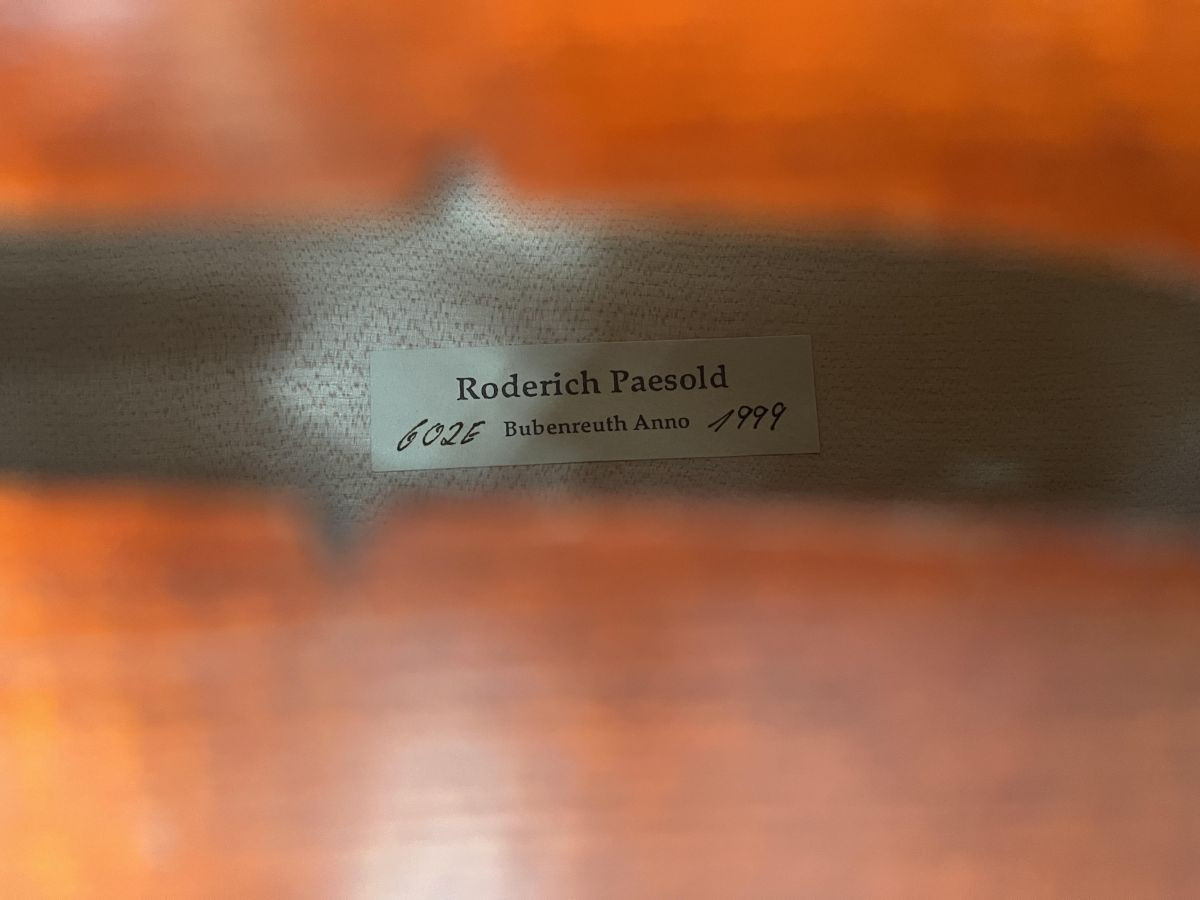 Roderich Paesold
602E Bubenreuth Anno 1999